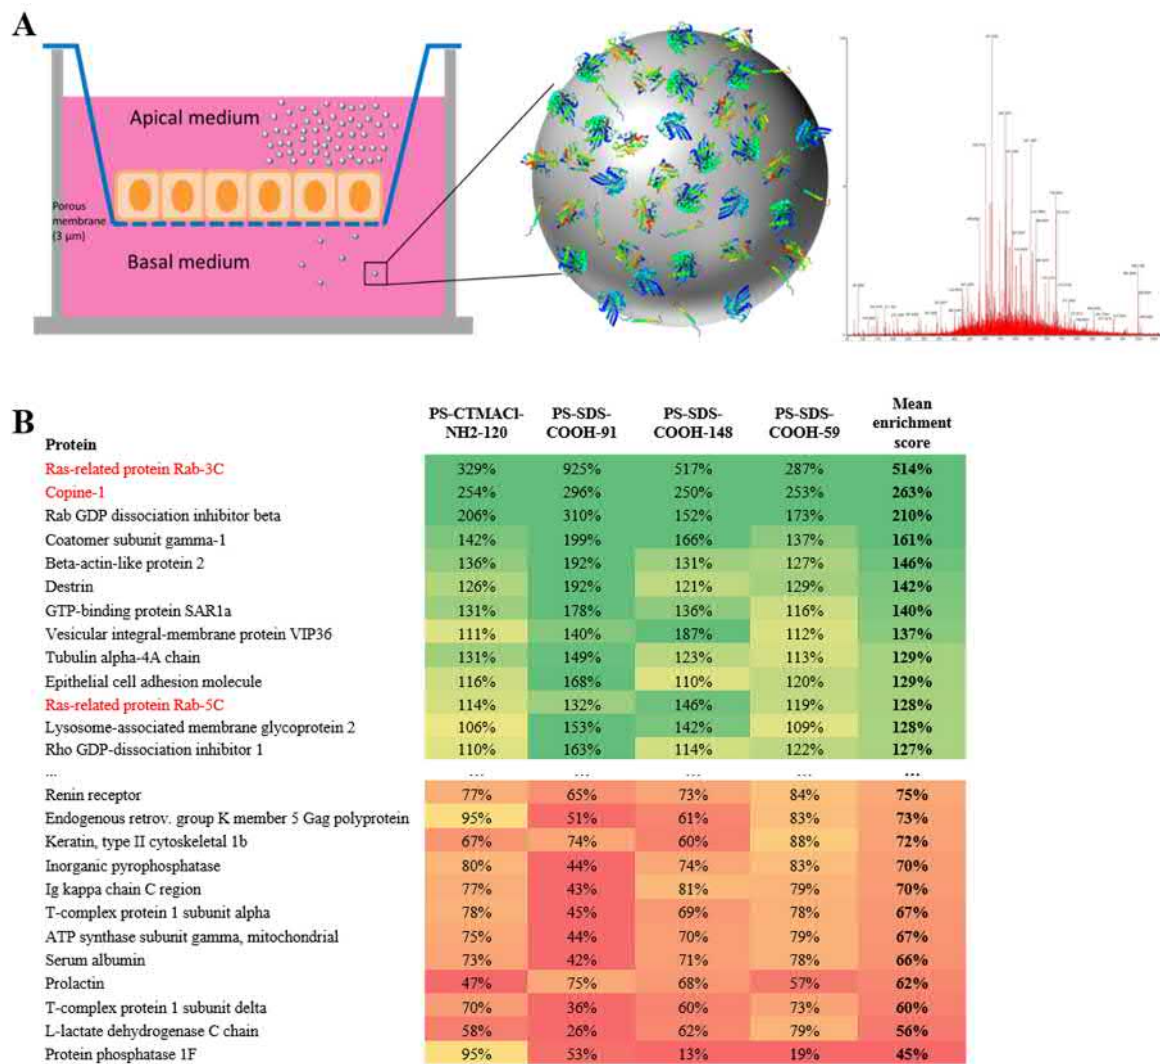 A
Apical medium
Porous
membrane
(3 µm)
Basal medium
B
Protein
PS-CTMACl-
NH2-120
PS-SDS-
COOH-91
PS-SDS-
COOH-148
PS-SDS-
COOH-59
Mean
enrichment
score
Ras-related protein Rab-3C 329% 925% 517% 287% 514%
Copine-1 254% 296% 250% 253% 263%
Rab GDP dissociation inhibitor beta 206% 310% 152% 173% 210%
Coatomer subunit gamma-1 142% 199% 166% 137% 161%
Beta-actin-like protein 2 136% 192% 131% 127% 146%
Destrin 126% 192% 121% 129% 142%
GTP-binding protein SAR1a 131% 178% 136% 116% 140%
Vesicular integral-membrane protein VIP36 111% 140% 187% 112% 137%
Tubulin alpha-4A chain 131% 149% 123% 113% 129%
Epithelial cell adhesion molecule 116% 168% 110% 120% 129%
Ras-related protein Rab-5C 114% 132% 146% 119% 128%
Lysosome-associated membrane glycoprotein 2 106% 153% 142% 109% 128%
Rho GDP-dissociation inhibitor 1 110% 163% 114% 122% 127%
... ... ... ... ...
Renin receptor 77% 65% 73% 84% 75%
Endogenous retrov. group K member 5 Gag polyprotein 95% 51% 61% 83% 73%
Keratin, type II cytoskeletal 1b 67% 74% 60% 88% 72%
Inorganic pyrophosphatase 80% 44% 74% 83% 70%
Ig kappa chain C region 77% 43% 81% 79% 70%
T-complex protein 1 subunit alpha 78% 45% 69% 78% 67%
ATP synthase subunit gamma, mitochondrial 75% 44% 70% 79% 67%
Serum albumin 73% 42% 71% 78% 66%
Prolactin 47% 75% 68% 57% 62%
T-complex protein 1 subunit delta 70% 36% 60% 73% 60%
L-lactate dehydrogenase C chain 58% 26% 62% 79% 56%
Protein phosphatase 1F 95% 53% 13% 19% 45%